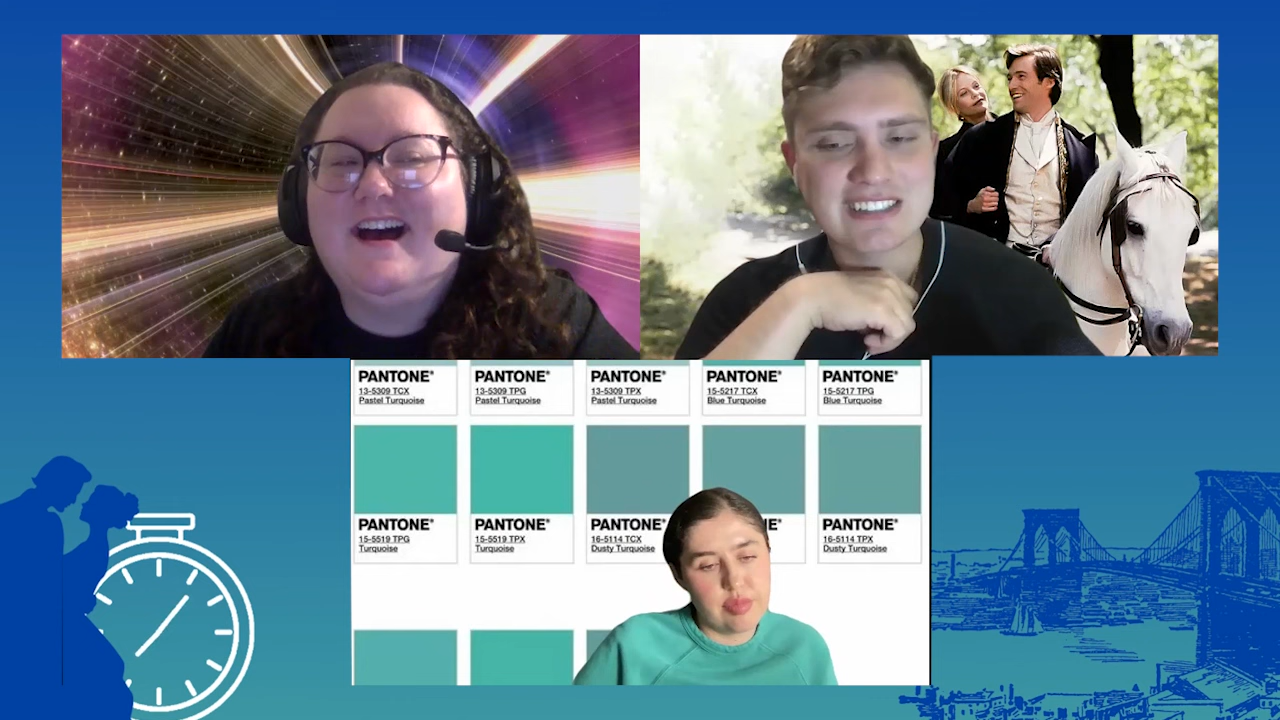 PANTONE®
13-5309 TCX
Pastel Turquoise
PANTONE®
13-5309 TPG
Pastel Turquoise
PANTONE®
13-5309 TPX
Pastel Turquoise
PANTONE®
15-5217 TCX
Blue Turquoise
PANTONE®
15-5217 TPG
Blue Turquoise
PANTONE®
15-5519 TPG
Turquoise
PANTONE®
15-5519 TPX
Turquoise
PANTONE
16-5114 TCX
Dusty Turquoise
PANTONE®
16-5114 TPX
Dusty Turquoise